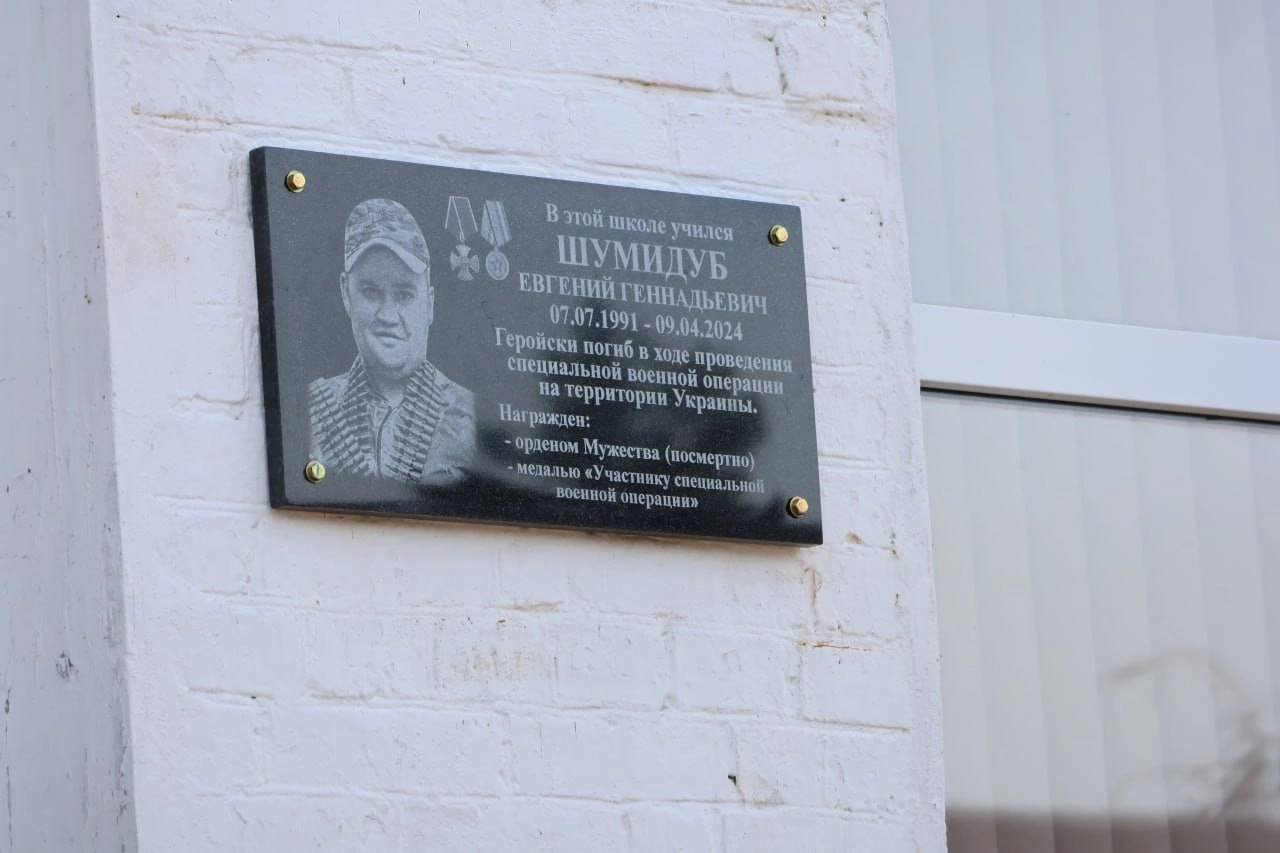 В этой школе учился
ШУМИДУБ
ЕВГЕНИЙ ГЕННАДЬЕВИЧ
07.07.1991 - 09.04.2024
Геройски погиб в ходе проведения
специальной военной операции
на территории Украины.
Награжден:
- орденом Мужества (посмертно)
- медалью «Участнику специальной
военной операции»